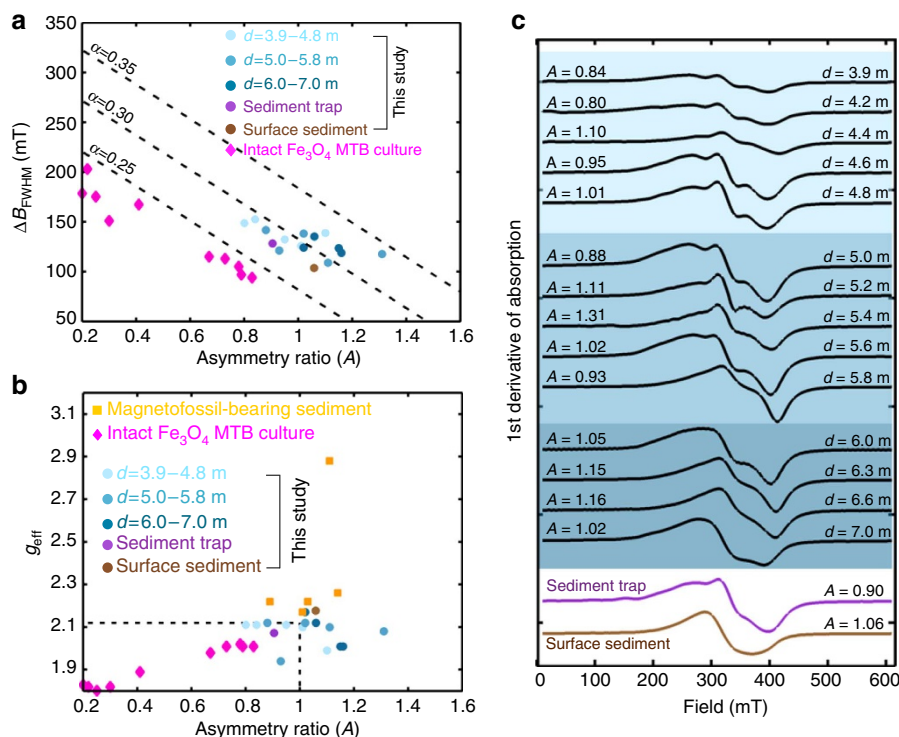 a
350
300
250
200
150
100
50
ΔB_FWHM (mT)
α=0.35
α=0.30
α=0.25
d=3.9–4.8 m
d=5.0–5.8 m
d=6.0–7.0 m
Sediment trap
Surface sediment
Intact Fe₃O₄ MTB culture
This study
0.2 0.4 0.6 0.8 1.0 1.2 1.4 1.6
Asymmetry ratio (A)
b
3.1
2.9
2.7
2.5
2.3
2.1
1.9
g_eff
Magnetofossil-bearing sediment
Intact Fe₃O₄ MTB culture
d=3.9–4.8 m
d=5.0–5.8 m
d=6.0–7.0 m
Sediment trap
Surface sediment
This study
0.2 0.4 0.6 0.8 1.0 1.2 1.4 1.6
Asymmetry ratio (A)
c
1st derivative of absorption
A = 0.84 d = 3.9 m
A = 0.80 d = 4.2 m
A = 1.10 d = 4.4 m
A = 0.95 d = 4.6 m
A = 1.01 d = 4.8 m
A = 0.88 d = 5.0 m
A = 1.11 d = 5.2 m
A = 1.31 d = 5.4 m
A = 1.02 d = 5.6 m
A = 0.93 d = 5.8 m
A = 1.05 d = 6.0 m
A = 1.15 d = 6.3 m
A = 1.16 d = 6.6 m
A = 1.02 d = 7.0 m
Sediment trap A = 0.90
A = 1.06
Surface sediment
0 100 200 300 400 500 600
Field (mT)